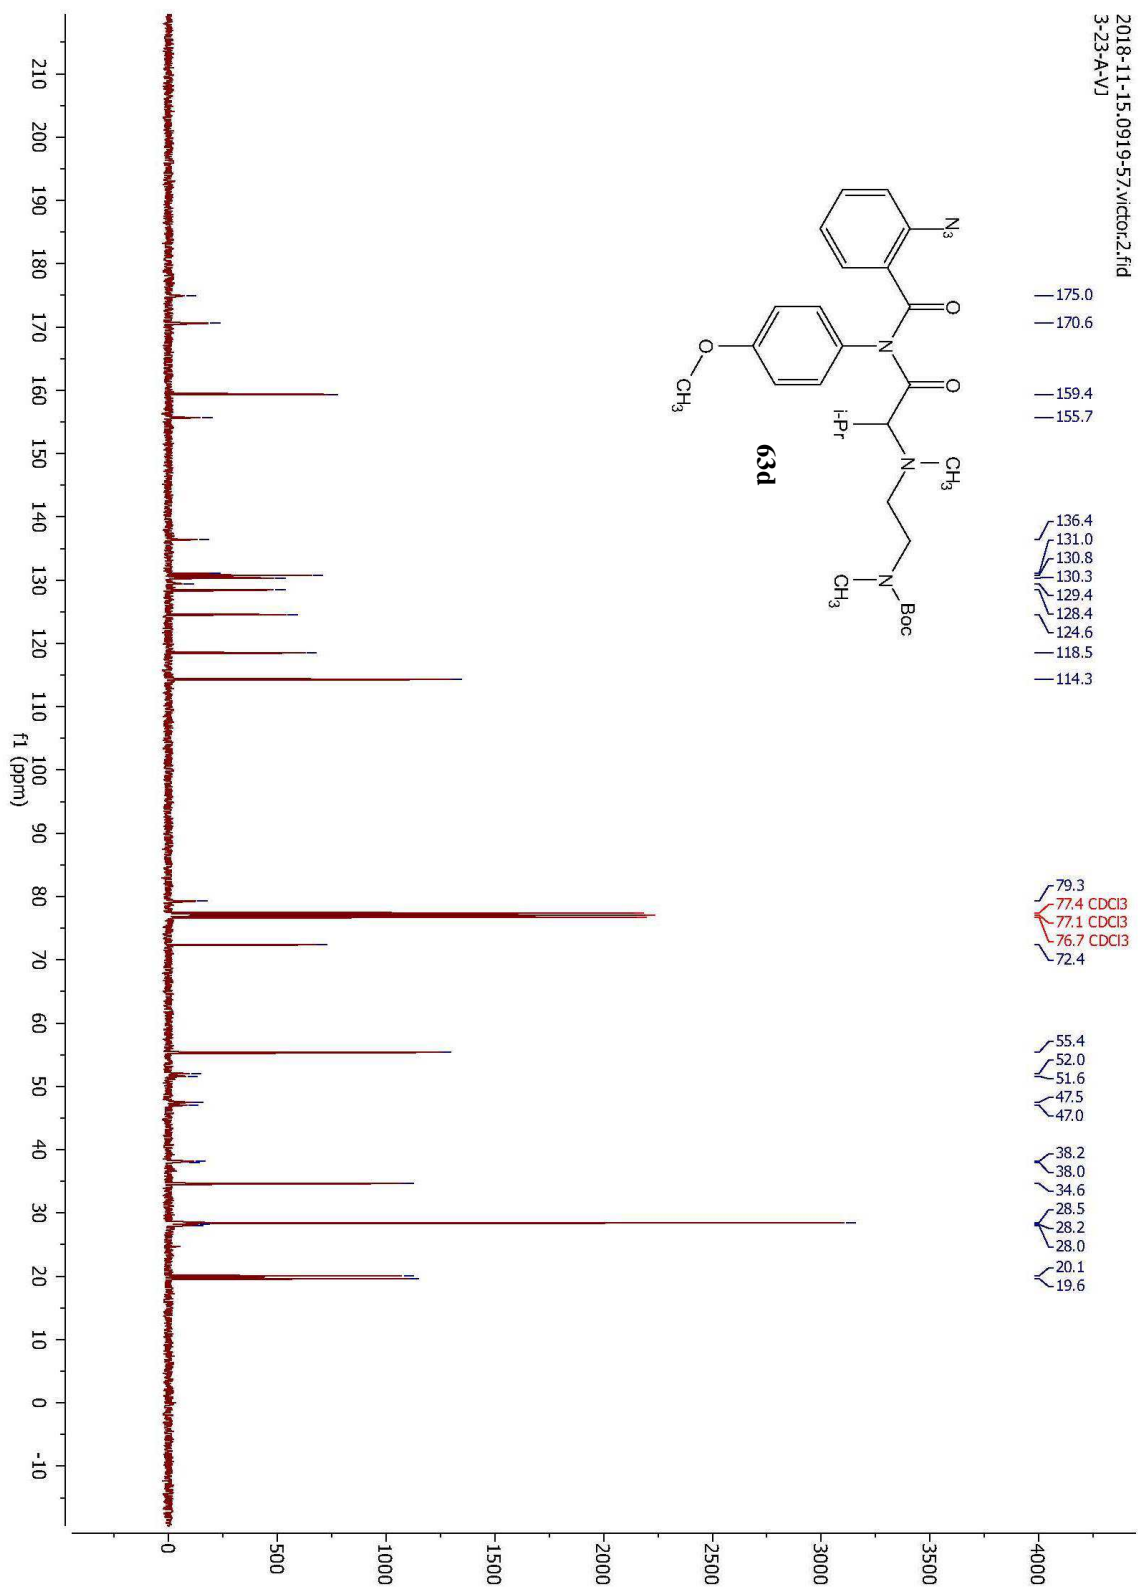 2018-11-15.0919-57.victor.2.fid
3-23-A-VJ
175.0
170.6
159.4
155.7
136.4
131.0
130.8
130.3
129.4
128.4
124.6
118.5
114.3
79.3
77.4 CDCl3
77.1 CDCl3
76.7 CDCl3
72.4
55.4
52.0
51.6
47.5
47.0
38.2
38.0
34.6
28.5
28.2
28.0
20.1
19.6
N3
O
O
N
CH3
N
N
Boc
i-Pr
CH3
O
CH3
63d
4000
3500
3000
2500
2000
1500
1000
500
0
210 200 190 180 170 160 150 140 130 120 110 100 90 80 70 60 50 40 30 20 10 0 -10
f1 (ppm)